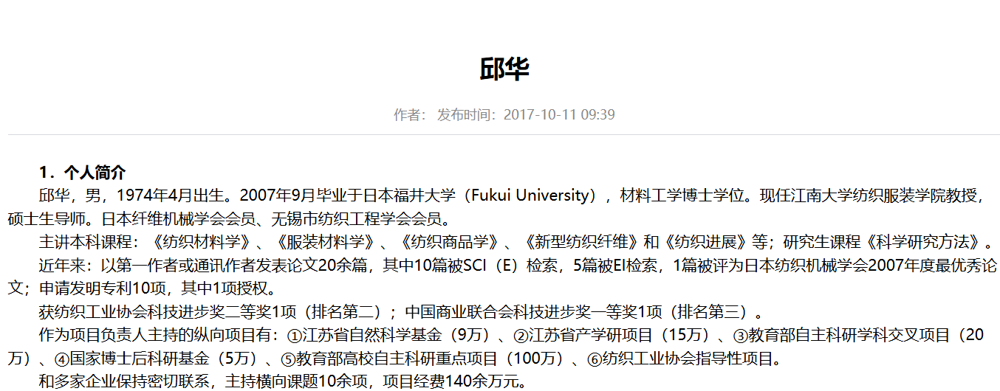 邱华
作者： 发布时间：2017-10-11 09:39
1．个人简介
邱华，男，1974年4月出生。2007年9月毕业于日本福井大学（Fukui University），材料工学博士学位。现任江南大学纺织服装学院教授，
硕士生导师。日本纤维机械学会会员、无锡市纺织工程学会会员。
主讲本科课程：《纺织材料学》、《服装材料学》、《纺织商品学》、《新型纺织纤维》和《纺织进展》等；研究生课程《科学研究方法》。
近年来：以第一作者或通讯作者发表论文20余篇，其中10篇被SCI（E）检索，5篇被EI检索，1篇被评为日本纺织机械学会2007年度最优秀论
文；申请发明专利10项，其中1项授权。
获纺织工业协会科技进步奖二等奖1项（排名第二）；中国商业联合会科技进步奖一等奖1项（排名第三）。
作为项目负责人主持的纵向项目有：①江苏省自然科学基金（9万）、②江苏省产学研项目（15万）、③教育部自主科研学科交叉项目（20
万）、④国家博士后科研基金（5万）、⑤教育部高校自主科研重点项目（100万）、⑥纺织工业协会指导性项目。
和多家企业保持密切联系，主持横向课题10余项，项目经费140余万元。